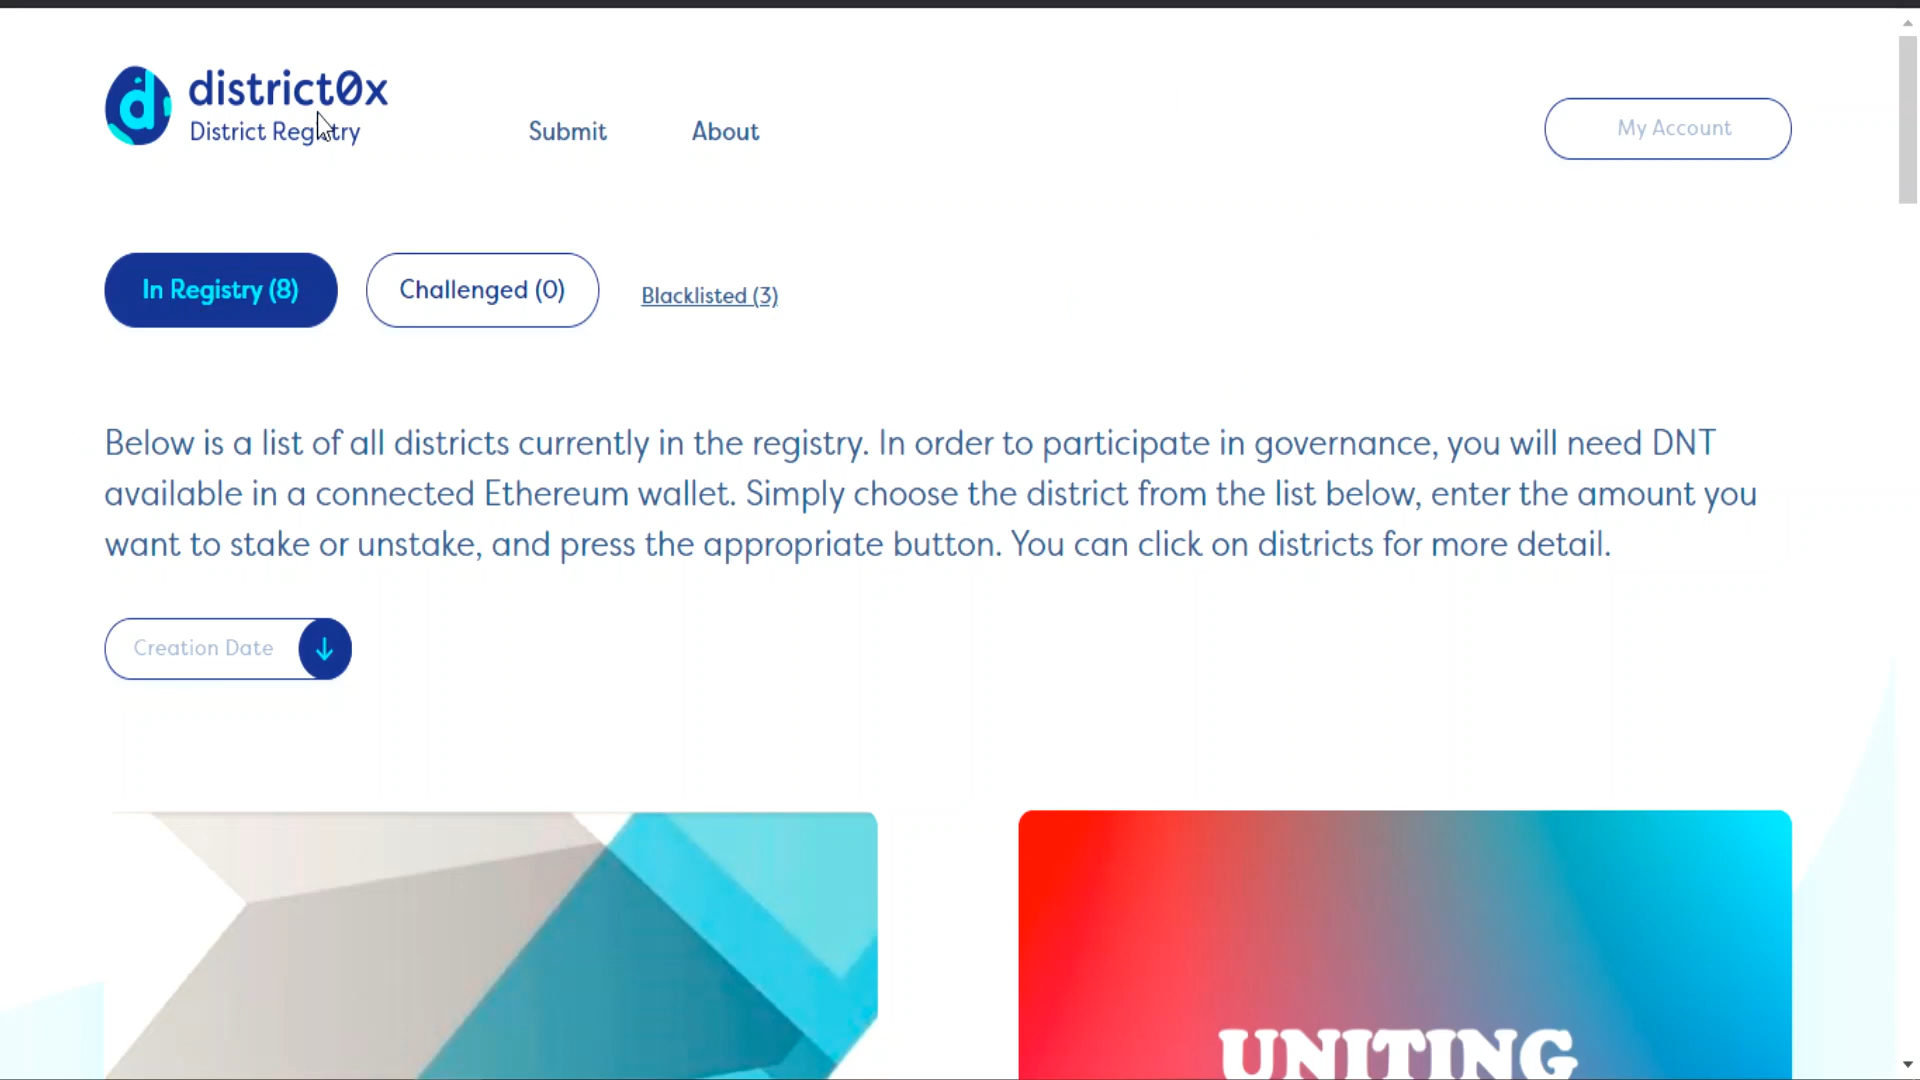 district0x
District Registry
Submit
About
My Account
In Registry (8)
Challenged (0)
Blacklisted (3)
Below is a list of all districts currently in the registry. In order to participate in governance, you will need DNT
available in a connected Ethereum wallet. Simply choose the district from the list below, enter the amount you
want to stake or unstake, and press the appropriate button. You can click on districts for more detail.
Creation Date
UNITING